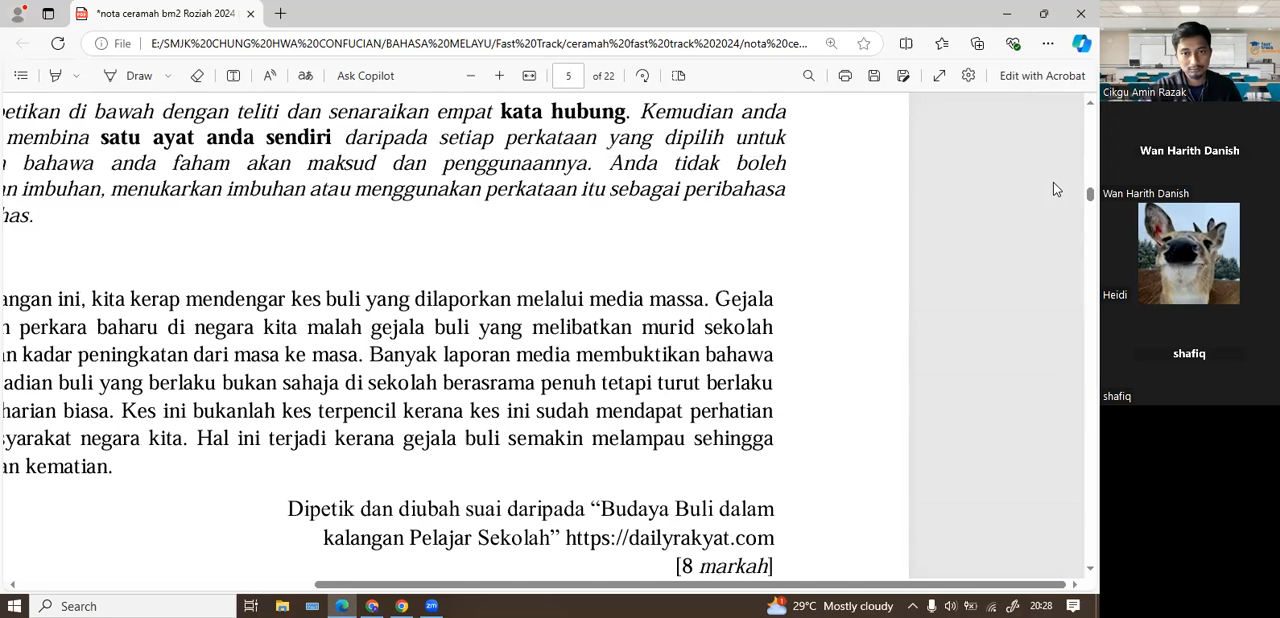 *nota ceramah bm2 Roziah 2024
File
E:/SMJK%20CHUNG%20HWA%20CONFUCIAN/BAHASA%20MELAYU/Fast%20Track/ceramah%20fast%20track%202024/nota%20ce...
Draw
Ask Copilot
5 of 22
Edit with Acrobat
petikan di bawah dengan teliti dan senaraikan empat kata hubung. Kemudian anda
membina satu ayat anda sendiri daripada setiap perkataan yang dipilih untuk
bahawa anda faham akan maksud dan penggunaannya. Anda tidak boleh
an imbuhan, menukarkan imbuhan atau menggunakan perkataan itu sebagai peribahasa
has.
angan ini, kita kerap mendengar kes buli yang dilaporkan melalui media massa. Gejala
n perkara baharu di negara kita malah gejala buli yang melibatkan murid sekolah
an kadar peningkatan dari masa ke masa. Banyak laporan media membuktikan bahawa
adian buli yang berlaku bukan sahaja di sekolah berasrama penuh tetapi turut berlaku
harian biasa. Kes ini bukanlah kes terpencil kerana kes ini sudah mendapat perhatian
syarakat negara kita. Hal ini terjadi kerana gejala buli semakin melampau sehingga
an kematian.
Dipetik dan diubah suai daripada “Budaya Buli dalam
kalangan Pelajar Sekolah” https://dailyrakyat.com
[8 markah]
Cikgu Amin Razak
Wan Harith Danish
Wan Harith Danish
Heidi
shafiq
shafiq
Search
29°C Mostly cloudy
20:28